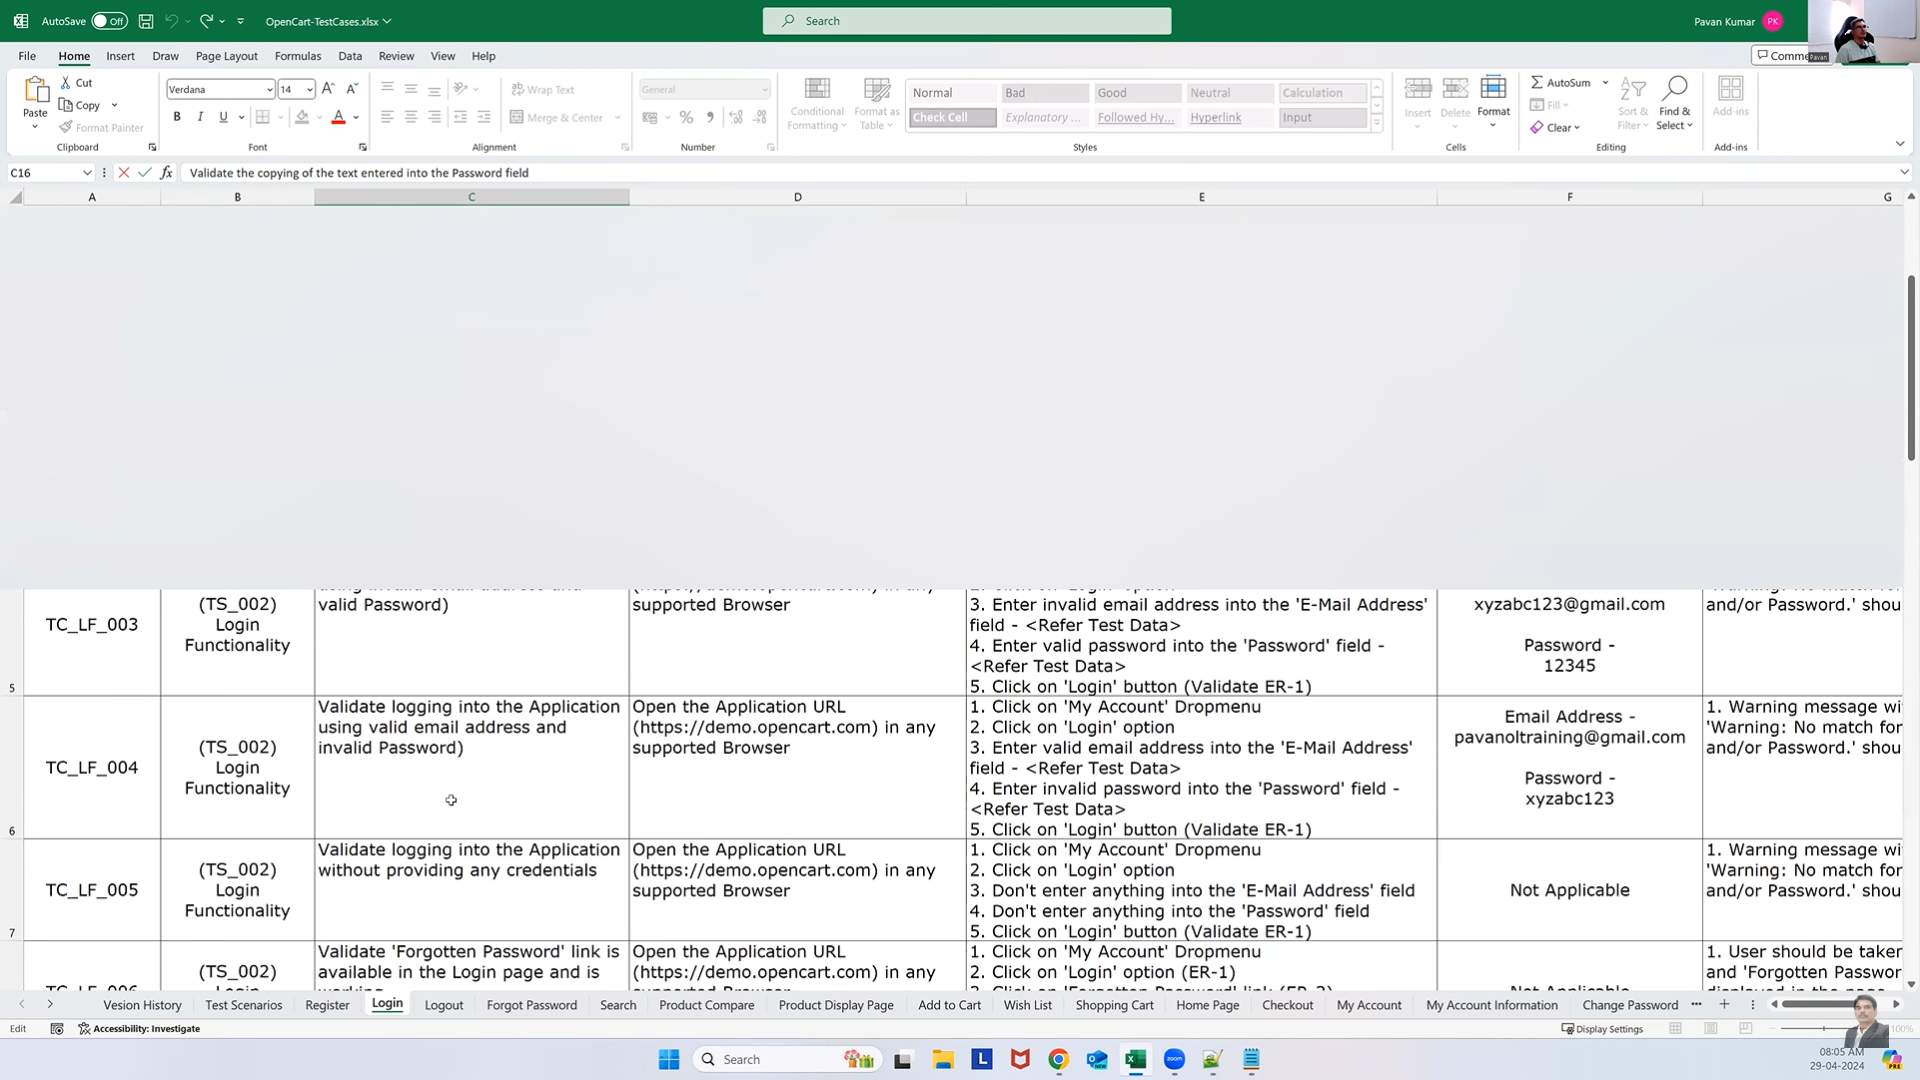 AutoSave Off OpenCart-TestCases.xlsx Search Pavan Kumar PK
File Home Insert Draw Page Layout Formulas Data Review View Help
Paste Cut Copy Format Painter Clipboard
Verdana 14 Font
Wrap Text Merge & Center Alignment
General Number
Conditional Formatting Format as Table
Normal Bad Good Neutral Calculation
Check Cell Explanatory ... Followed Hy... Hyperlink Input
Styles
Insert Delete Format Cells
AutoSum Fill Clear Sort & Filter Find & Select Editing
Add-ins Add-ins
Pavan
C16 fx Validate the copying of the text entered into the Password field
A B C D E F G
5
TC_LF_003
(TS_002)
Login
Functionality
valid Password)
supported Browser
3. Enter invalid email address into the 'E-Mail Address'
field - <Refer Test Data>
4. Enter valid password into the 'Password' field -
<Refer Test Data>
5. Click on 'Login' button (Validate ER-1)
xyzabc123@gmail.com
Password -
12345
and/or Password.' shou
6
TC_LF_004
(TS_002)
Login
Functionality
Validate logging into the Application
using valid email address and
invalid Password)
Open the Application URL
(https://demo.opencart.com) in any
supported Browser
1. Click on 'My Account' Dropmenu
2. Click on 'Login' option
3. Enter valid email address into the 'E-Mail Address'
field - <Refer Test Data>
4. Enter invalid password into the 'Password' field -
<Refer Test Data>
5. Click on 'Login' button (Validate ER-1)
Email Address -
pavanoltraining@gmail.com
Password -
xyzabc123
1. Warning message wi
'Warning: No match for
and/or Password.' shou
7
TC_LF_005
(TS_002)
Login
Functionality
Validate logging into the Application
without providing any credentials
Open the Application URL
(https://demo.opencart.com) in any
supported Browser
1. Click on 'My Account' Dropmenu
2. Click on 'Login' option
3. Don't enter anything into the 'E-Mail Address' field
4. Don't enter anything into the 'Password' field
5. Click on 'Login' button (Validate ER-1)
Not Applicable
1. Warning message wi
'Warning: No match for
and/or Password.' shou
(TS_002)
Validate 'Forgotten Password' link is
available in the Login page and is
Open the Application URL
(https://demo.opencart.com) in any
1. Click on 'My Account' Dropmenu
2. Click on 'Login' option (ER-1)
1. User should be taken
and 'Forgotten Passwor
Vesion History Test Scenarios Register Login Logout Forgot Password Search Product Compare Product Display Page Add to Cart Wish List Shopping Cart Home Page Checkout My Account My Account Information Change Password ...
Edit Accessibility: Investigate Display Settings 100%
Search
08:05 AM
29-04-2024